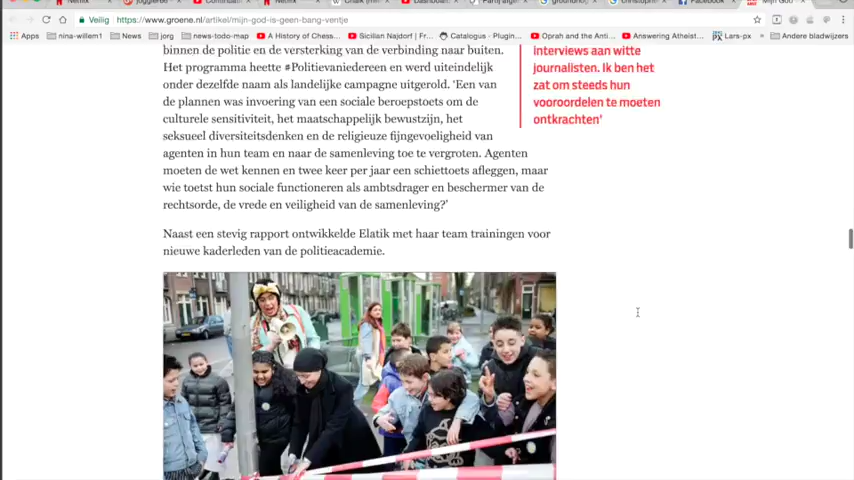 Netflix
Facebook
Veilig
https://www.groene.nl/artikel/mijn-god-is-geen-bang-ventje
Apps
nina-willem1
News
jorg
news-todo-map
A History of Chess...
Sicilian Najdorf | Fr...
Catalogus - Plugin...
Oprah and the Anti...
Answering Atheist...
Lars-px
»
Andere bladwijzers
binnen de politie en de versterking van de verbinding naar buiten.
Het programma heette #Politievaniedereen en werd uiteindelijk
onder dezelfde naam als landelijke campagne uitgerold. 'Een van
de plannen was invoering van een sociale beroepstoets om de
culturele sensitiviteit, het maatschappelijk bewustzijn, het
seksueel diversiteitsdenken en de religieuze fijngevoeligheid van
agenten in hun team en naar de samenleving toe te vergroten. Agenten
moeten de wet kennen en twee keer per jaar een schiettoets afleggen, maar
wie toetst hun sociale functioneren als ambtsdrager en beschermer van de
rechtsorde, de vrede en veiligheid van de samenleving?'
Naast een stevig rapport ontwikkelde Elatik met haar team trainingen voor
nieuwe kaderleden van de politieacademie.
interviews aan witte
journalisten. Ik ben het
zat om steeds hun
vooroordelen te moeten
ontkrachten'